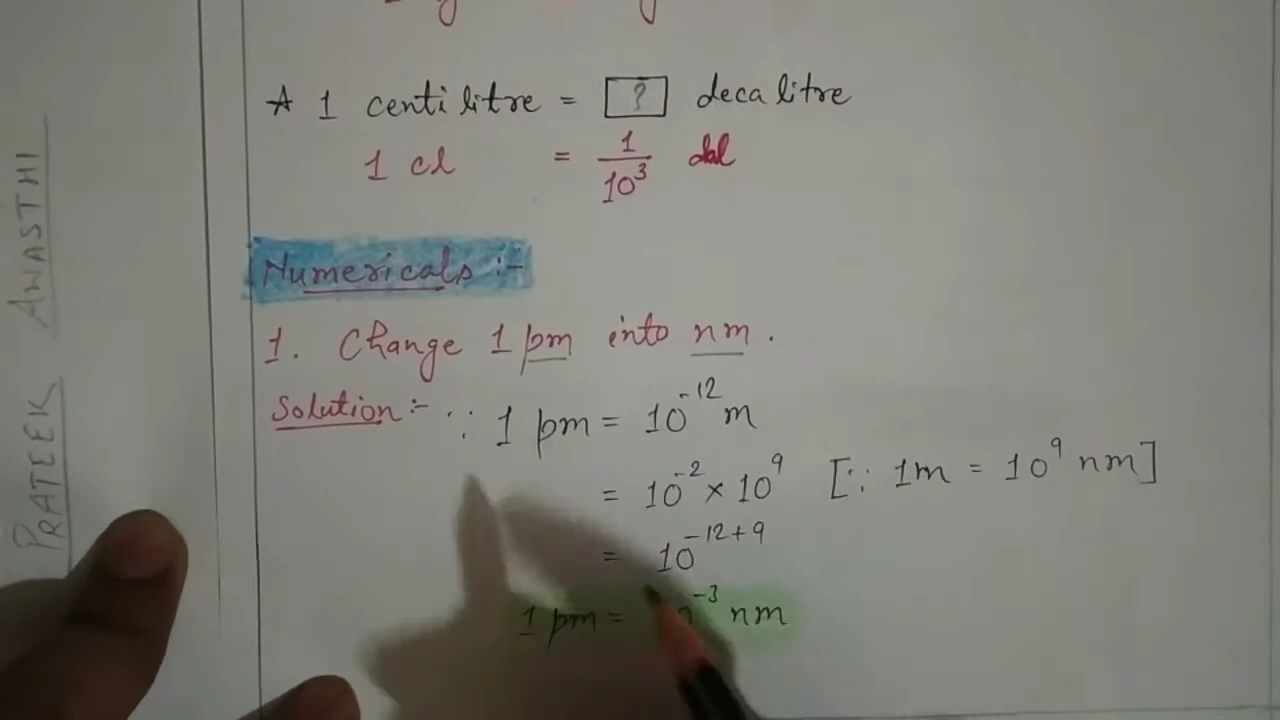 ☆ 1 centilitre = [?] decalitre
1 cl = 1/10³ dal
Numericals :-
1. Change 1 pm into nm.
Solution :- ∵ 1 pm = 10⁻¹² m
= 10⁻² × 10⁹ [∵ 1m = 10⁹ nm]
= 10⁻¹²⁺⁹
1 pm = ⁻³ nm
PRATEEK AWASTHI